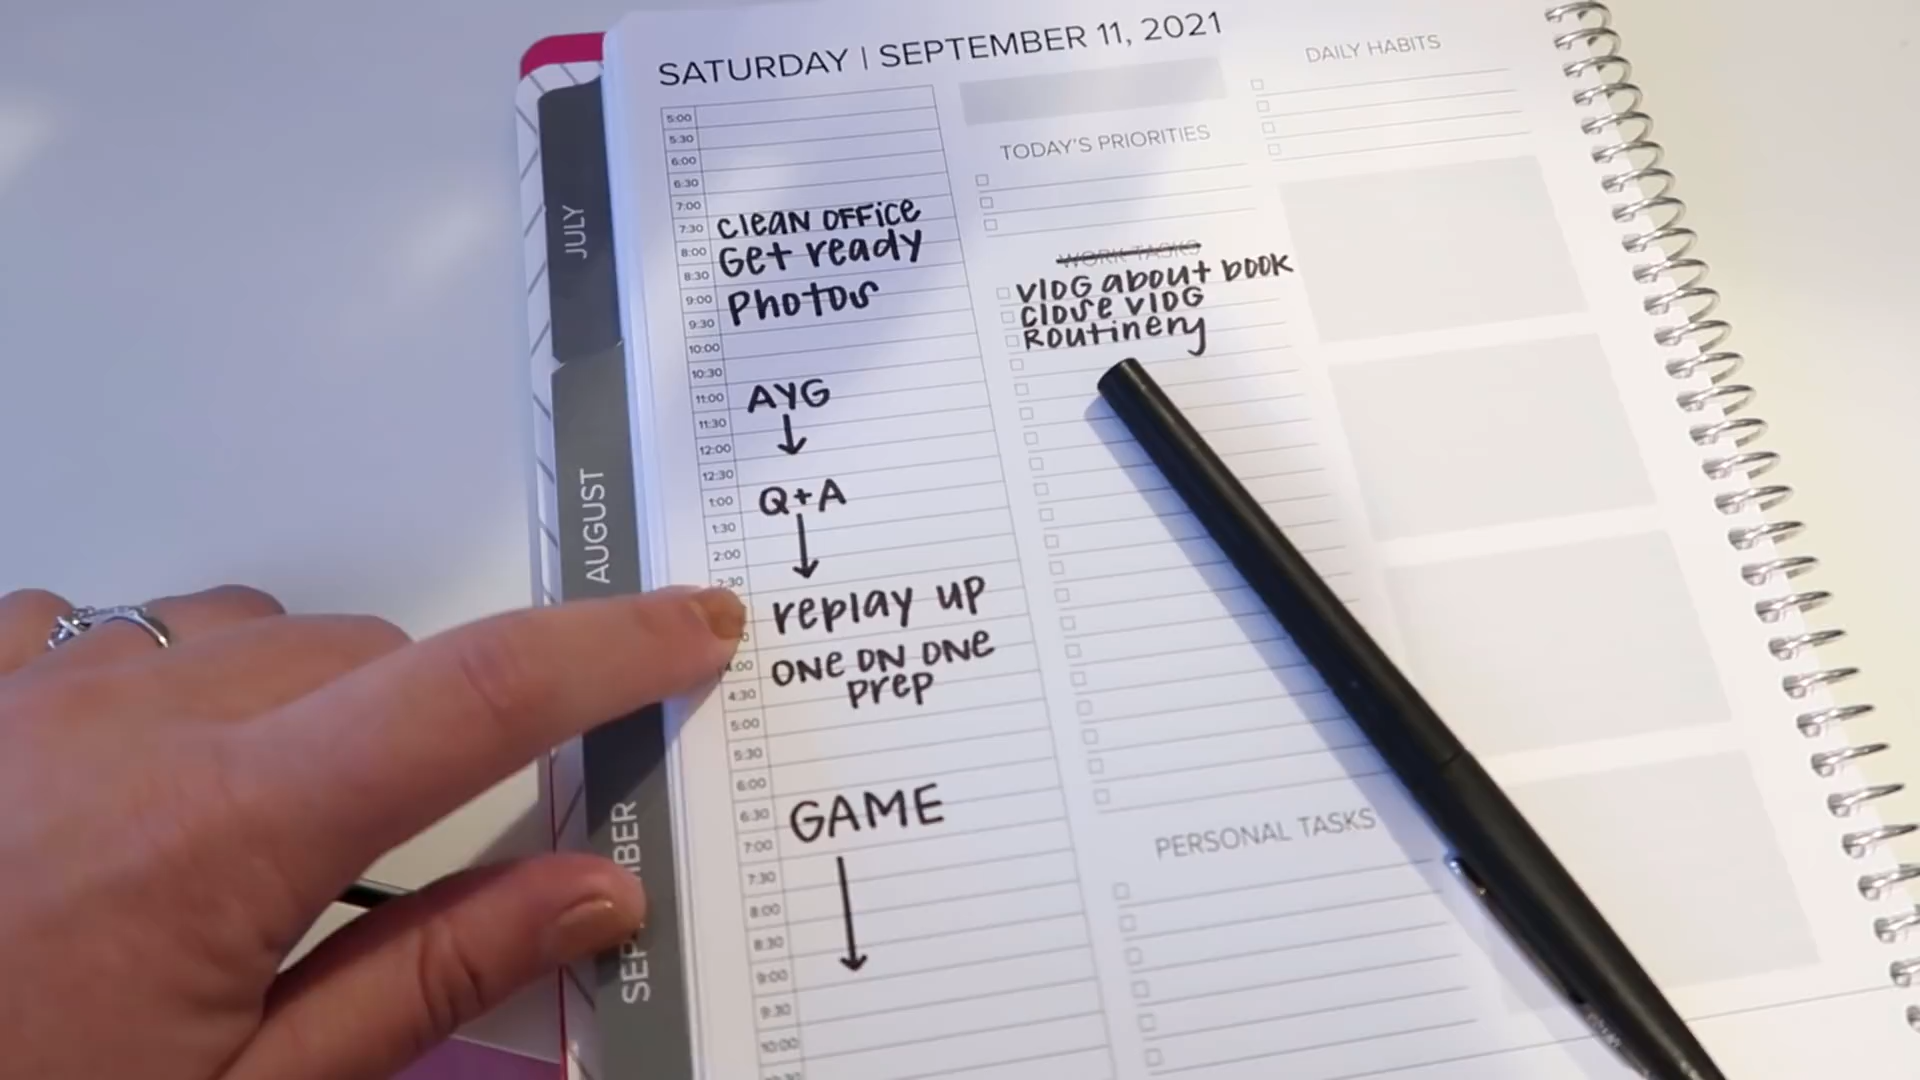 SATURDAY | SEPTEMBER 11, 2021
5:00
5:30
6:00
6:30
7:00
7:30 CLEAN OFFICE
8:00 Get ready
8:30
9:00 Photos
9:30
10:00
10:30
11:00 AYG
11:30
12:00
12:30
1:00 Q+A
1:30
2:00
2:30
replay up
4:00 ONE ON ONE
4:30 prep
5:00
5:30
6:00
6:30 GAME
7:00
7:30
8:00
8:30
9:00
9:30
10:00
TODAY'S PRIORITIES
WORK TASKS
VLOG about book
close VLOG
ROUTINERY
PERSONAL TASKS
DAILY HABITS
JULY
AUGUST